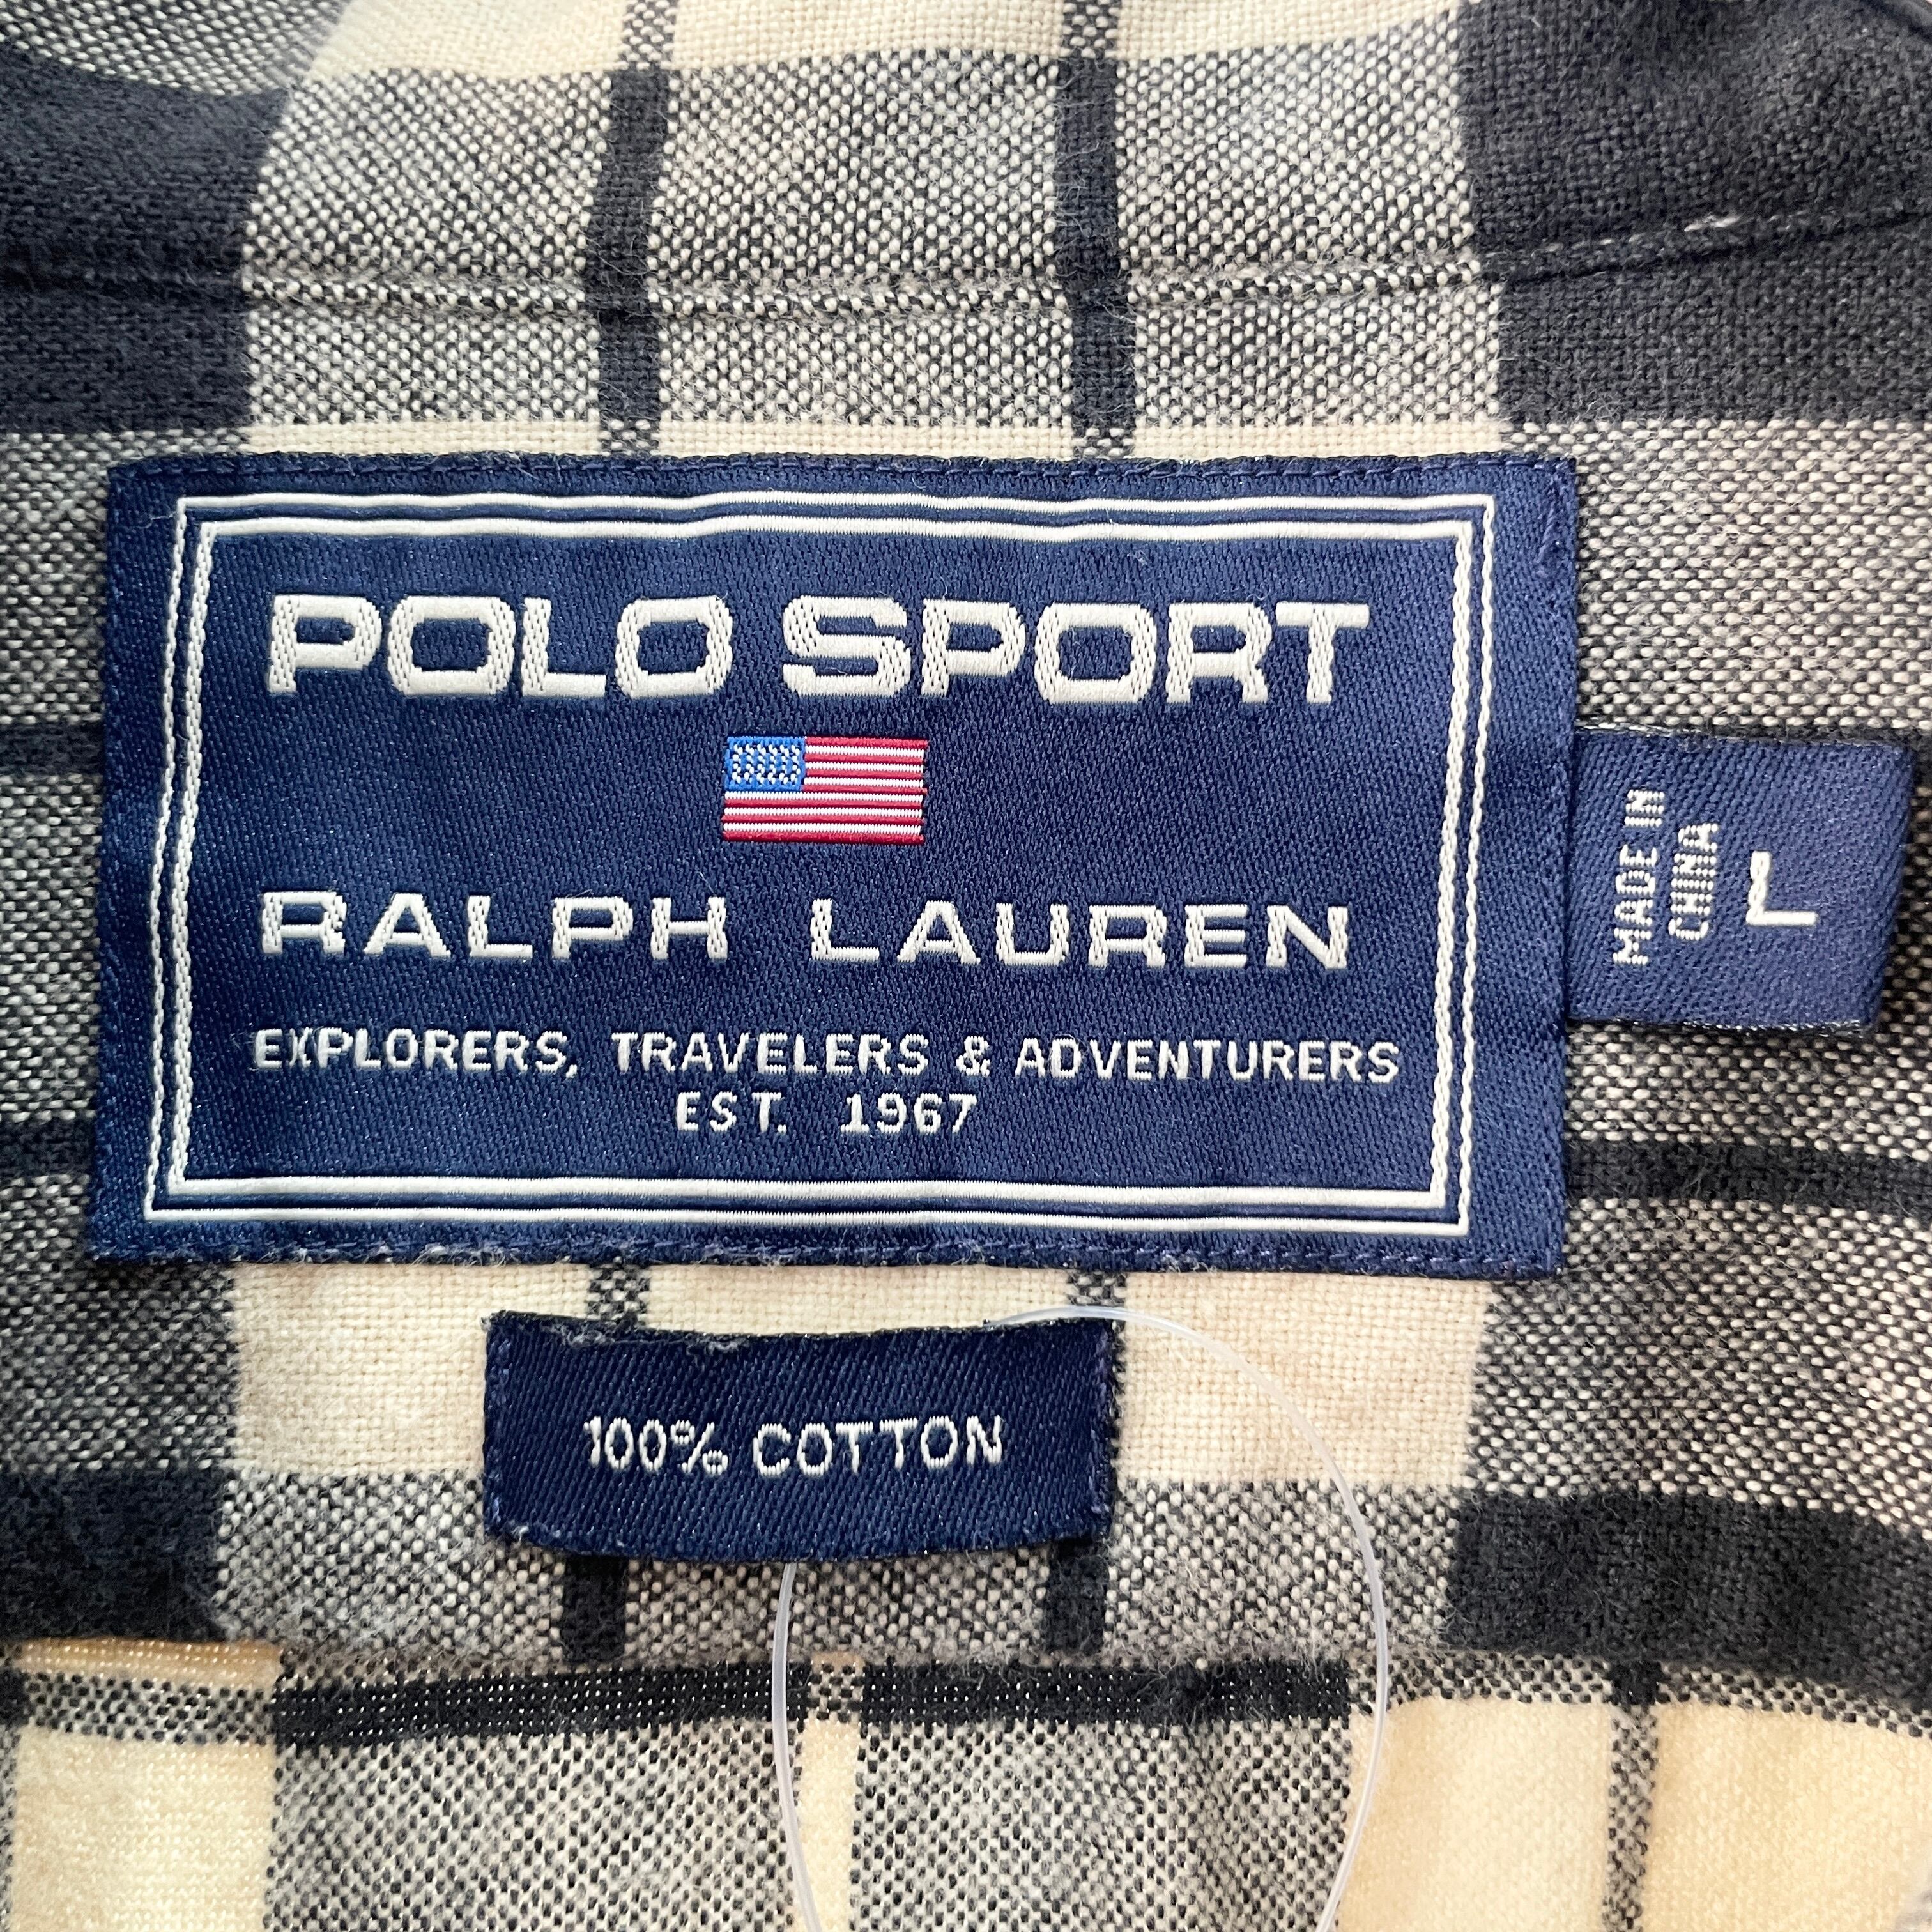 POLO SPORT
RALPH LAUREN
EXPLORERS, TRAVELERS & ADVENTURERS
EST. 1967
MADE IN
CHINA
L
100% COTTON